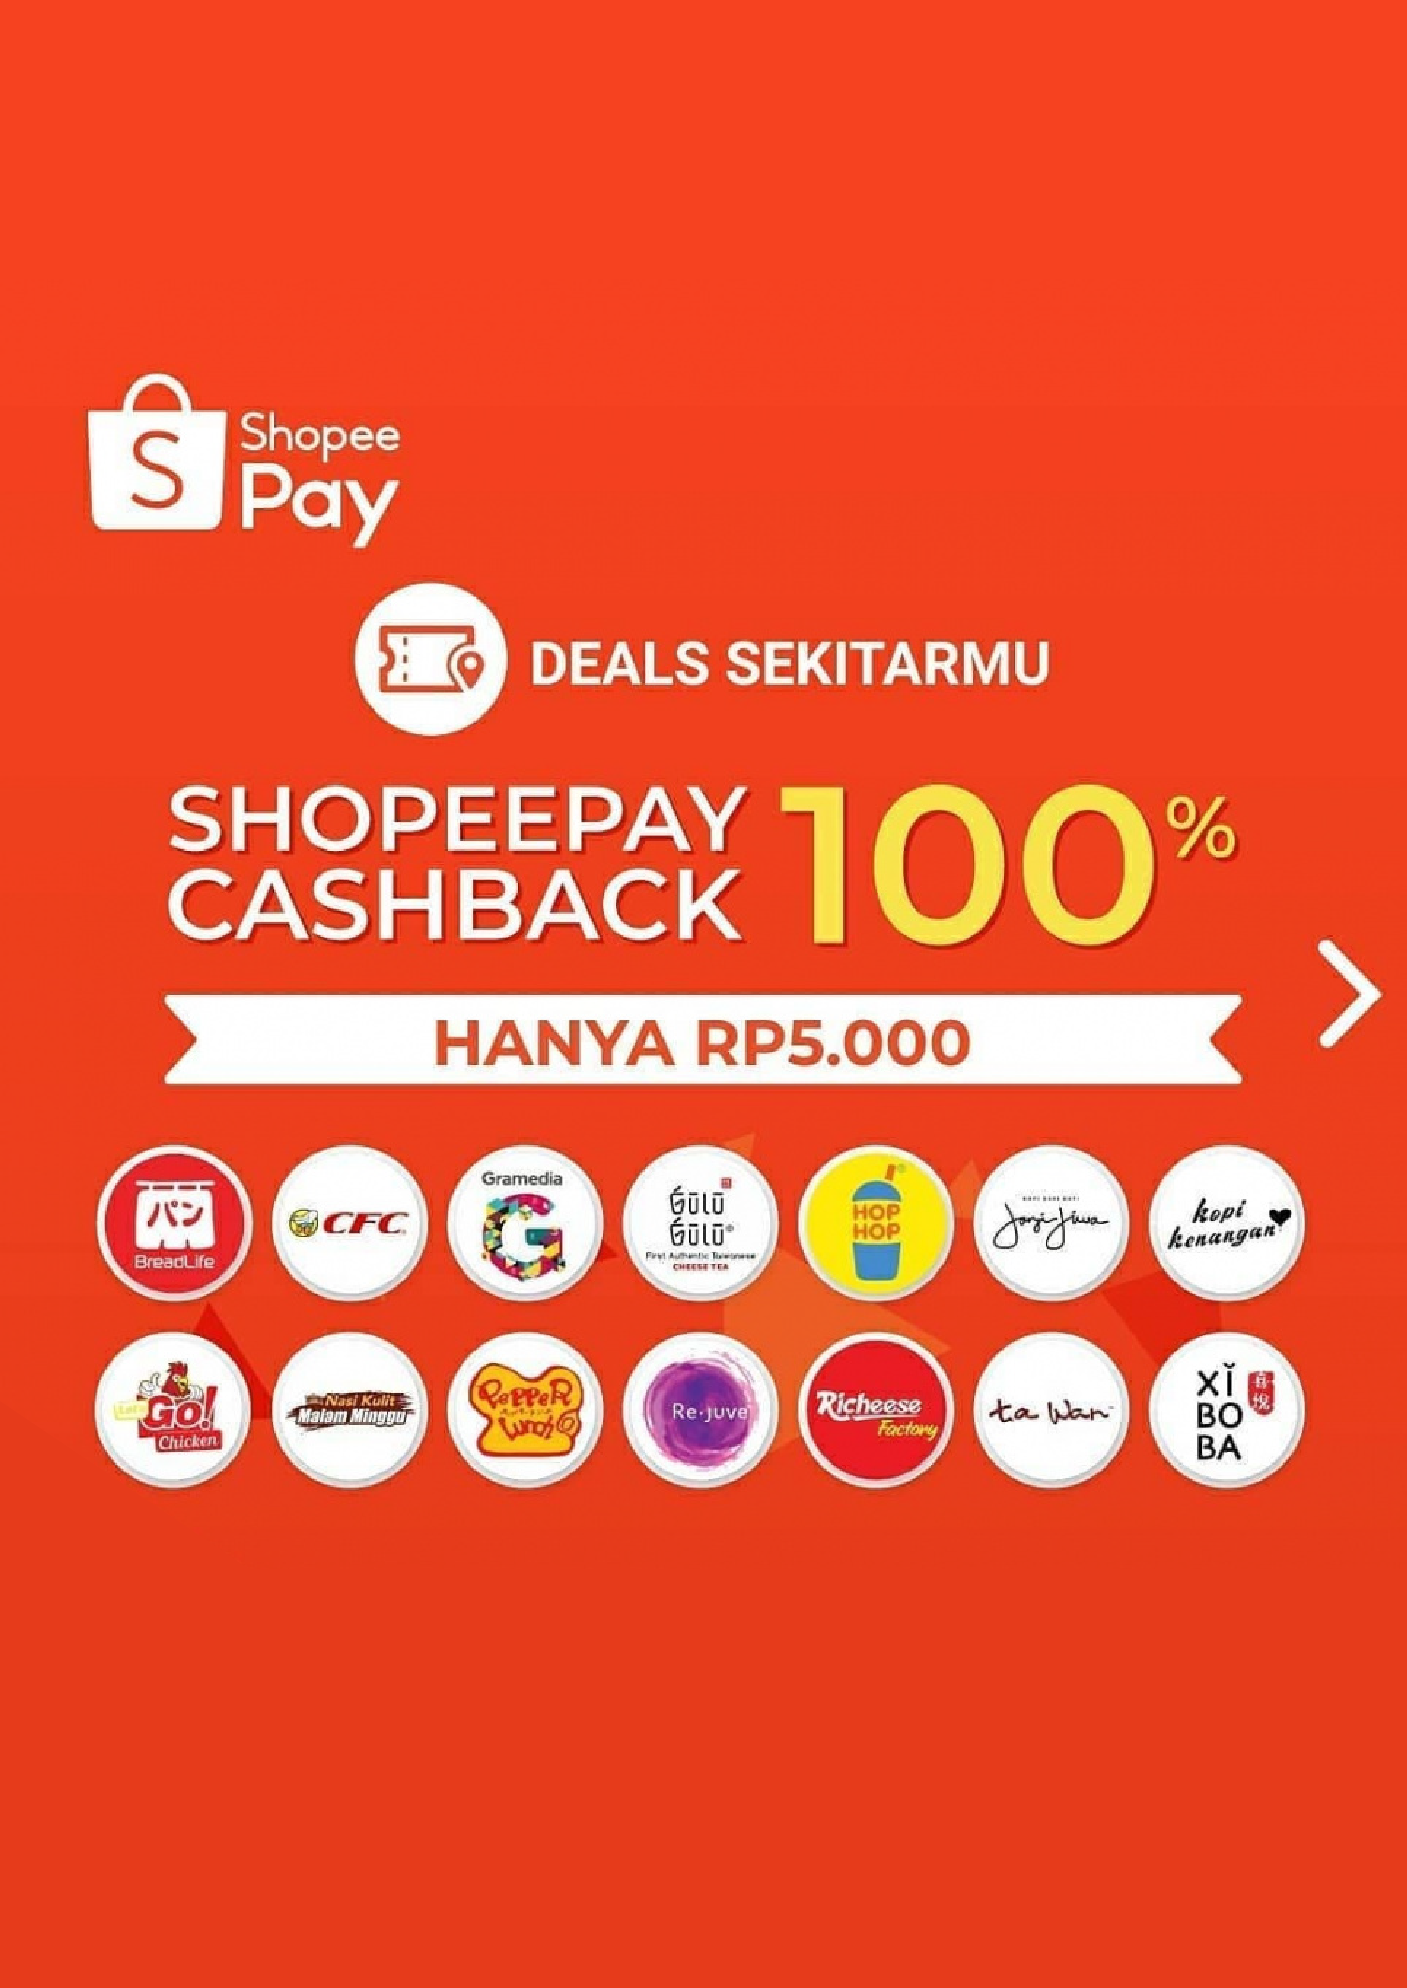 S
Shopee
Pay
DEALS SEKITARMU
SHOPEEPAY
CASHBACK
100%
HANYA RP5.000
パン
BreadLife
CFC
Gramedia
G
Gulu
Gulu
First Authentic Taiwanese
CHEESE TEA
HOP
HOP
Janji Jiwa
kopi
kenangan
Let's
Go!
Chicken
Nasi Kulit
Malam Minggu
PePPeR
Lunch
Re.juve
Richeese
Factory
ta Wan
XǏ
BO
BA